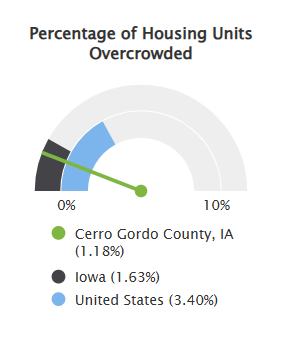 Percentage of Housing Units
Overcrowded
0%
10%
Cerro Gordo County, IA
(1.18%)
Iowa (1.63%)
United States (3.40%)